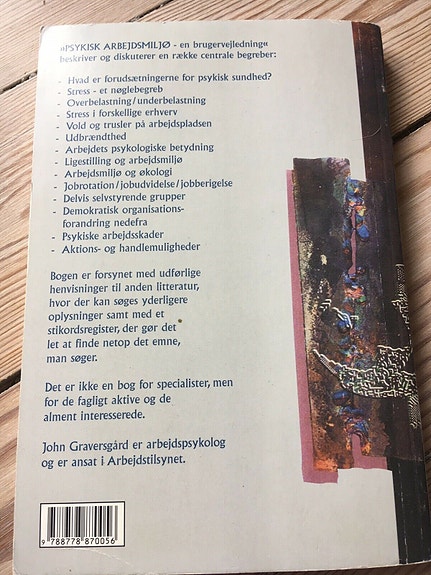 »PSYKISK ARBEJDSMILJØ - en brugervejledning«
beskriver og diskuterer en række centrale begreber:
- Hvad er forudsætningerne for psykisk sundhed?
- Stress - et nøglebegreb
- Overbelastning/underbelastning
- Stress i forskellige erhverv
- Vold og trusler på arbejdspladsen
- Udbrændthed
- Arbejdets psykologiske betydning
- Ligestilling og arbejdsmiljø
- Arbejdsmiljø og økologi
- Jobrotation/jobudvidelse/jobberigelse
- Delvis selvstyrende grupper
- Demokratisk organisations-
forandring nedefra
- Psykiske arbejdsskader
- Aktions- og handlemuligheder
Bogen er forsynet med udførlige
henvisninger til anden litteratur,
hvor der kan søges yderligere
oplysninger samt med et
stikordsregister, der gør det
let at finde netop det emne,
man søger.
Det er ikke en bog for specialister, men
for de fagligt aktive og de
alment interesserede.
John Graversgård er arbejdspsykolog
og er ansat i Arbejdstilsynet.
9 788778 870056